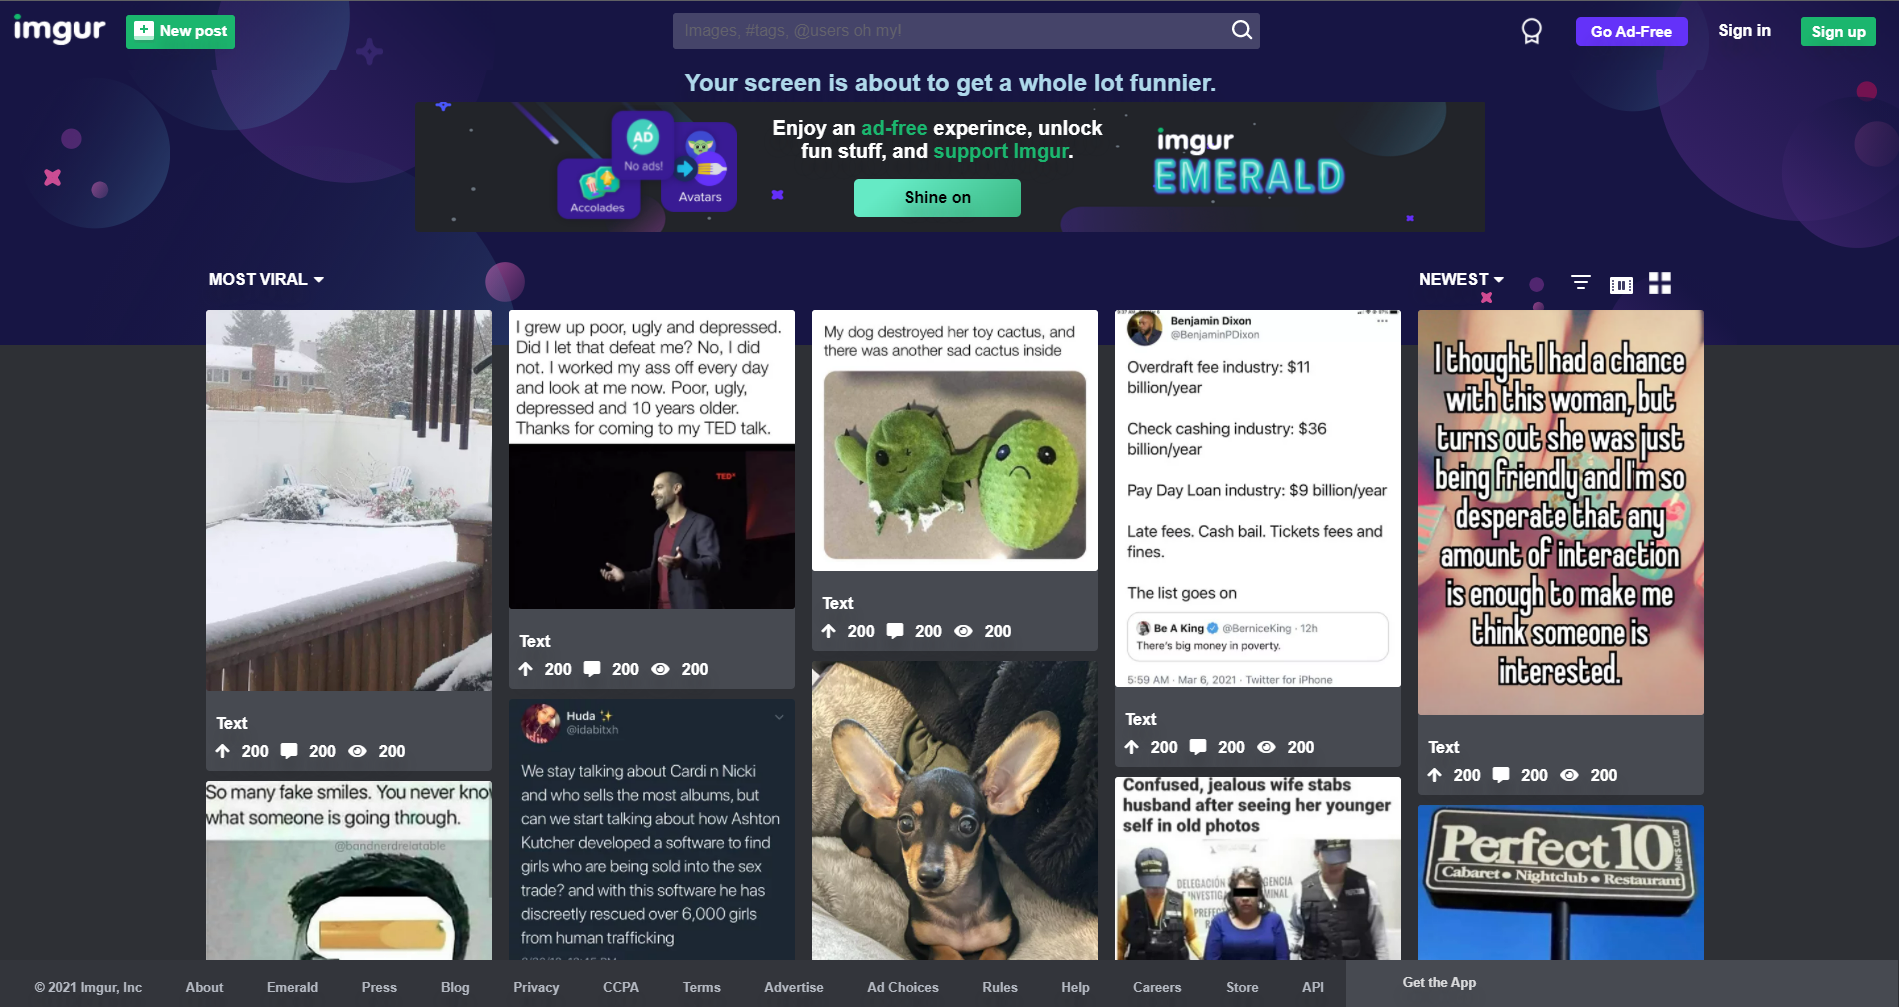 imgur
New post
Images, #tags, @users oh my!
Go Ad-Free
Sign in
Sign up
Your screen is about to get a whole lot funnier.
AD
No ads!
Accolades
Avatars
Enjoy an ad-free experince, unlock
fun stuff, and support Imgur.
Shine on
imgur
EMERALD
MOST VIRAL
NEWEST
Text
200 200 200
So many fake smiles. You never kno
what someone is going through.
@bandnerdrelatable
I grew up poor, ugly and depressed.
Did I let that defeat me? No, I did
not. I worked my ass off every day
and look at me now. Poor, ugly,
depressed and 10 years older.
Thanks for coming to my TED talk.
TEDx
Text
200 200 200
Huda
@idabitxh
We stay talking about Cardi n Nicki
and who sells the most albums, but
can we start talking about how Ashton
Kutcher developed a software to find
girls who are being sold into the sex
trade? and with this software he has
discreetly rescued over 6,000 girls
from human trafficking
My dog destroyed her toy cactus, and
there was another sad cactus inside
Text
200 200 200
Benjamin Dixon
@BenjaminPDixon
Overdraft fee industry: $11
billion/year
Check cashing industry: $36
billion/year
Pay Day Loan industry: $9 billion/year
Late fees. Cash bail. Tickets fees and
fines.
The list goes on
Be A King @BerniceKing · 12h
There's big money in poverty.
5:59 AM · Mar 6, 2021 · Twitter for iPhone
Text
200 200 200
Confused, jealous wife stabs
husband after seeing her younger
self in old photos
I thought I had a chance
with this woman, but
turns out she was just
being friendly and I'm so
desperate that any
amount of interaction
is enough to make me
think someone is
interested.
Text
200 200 200
Perfect 10
MEN'S CLUB
Cabaret • Nightclub • Restaurant
© 2021 Imgur, Inc
About
Emerald
Press
Blog
Privacy
CCPA
Terms
Advertise
Ad Choices
Rules
Help
Careers
Store
API
Get the App